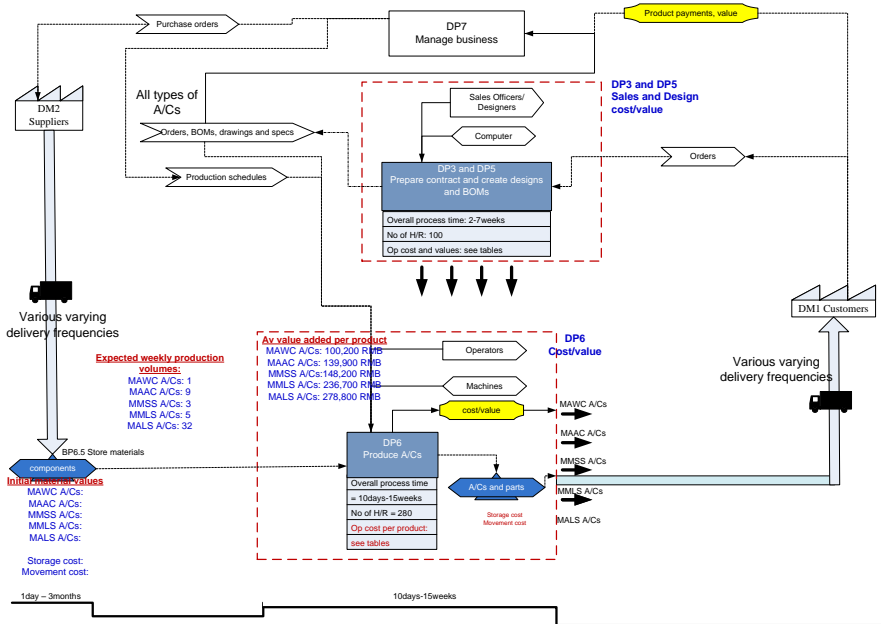 Purchase orders
DP7
Manage business
Product payments, value
DM2
Suppliers
All types of
A/Cs
Sales Officers/
Designers
DP3 and DP5
Sales and Design
cost/value
Orders, BOMs, drawings and specs
Computer
DP3 and DP5
Prepare contract and create designs
and BOMs
Orders
Production schedules
Overall process time: 2-7weeks
No of H/R: 100
Op cost and values: see tables
Various varying
delivery frequencies
DM1 Customers
Av value added per product
MAWC A/Cs: 100,200 RMB
MAAC A/Cs: 139,900 RMB
MMSS A/Cs:148,200 RMB
MMLS A/Cs: 236,700 RMB
MALS A/Cs: 278,800 RMB
Operators
Machines
DP6
Cost/value
Various varying
delivery frequencies
Expected weekly production
volumes:
MAWC A/Cs: 1
MAAC A/Cs: 9
MMSS A/Cs: 3
MMLS A/Cs: 5
MALS A/Cs: 32
cost/value
MAWC A/Cs
MAAC A/Cs
MMSS A/Cs
MMLS A/Cs
MALS A/Cs
BP6.5 Store materials
components
DP6
Produce A/Cs
Overall process time
= 10days-15weeks
No of H/R = 280
Op cost per product:
see tables
A/Cs and parts
Storage cost
Movement cost
Initial material values
MAWC A/Cs:
MAAC A/Cs:
MMSS A/Cs:
MMLS A/Cs:
MALS A/Cs:
Storage cost:
Movement cost:
1day – 3months
10days-15weeks